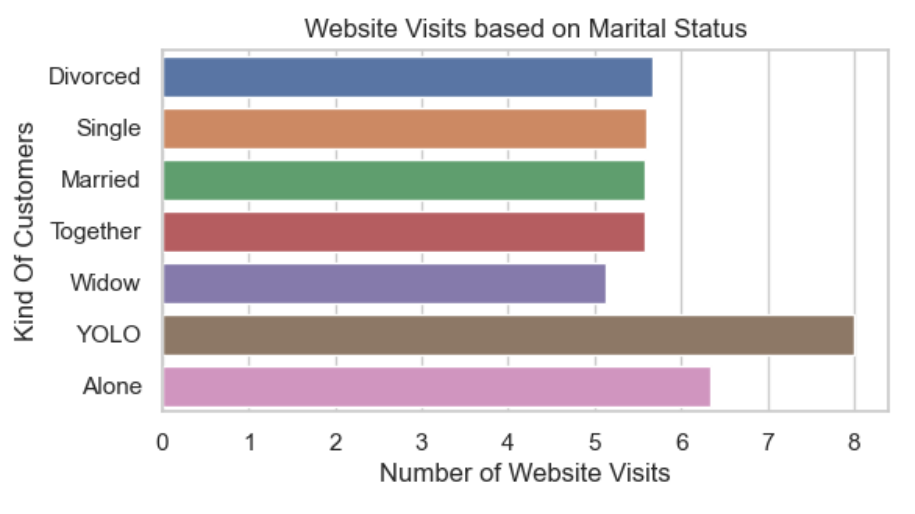 Website Visits based on Marital Status
Kind Of Customers
Divorced
Single
Married
Together
Widow
YOLO
Alone
0 1 2 3 4 5 6 7 8
Number of Website Visits